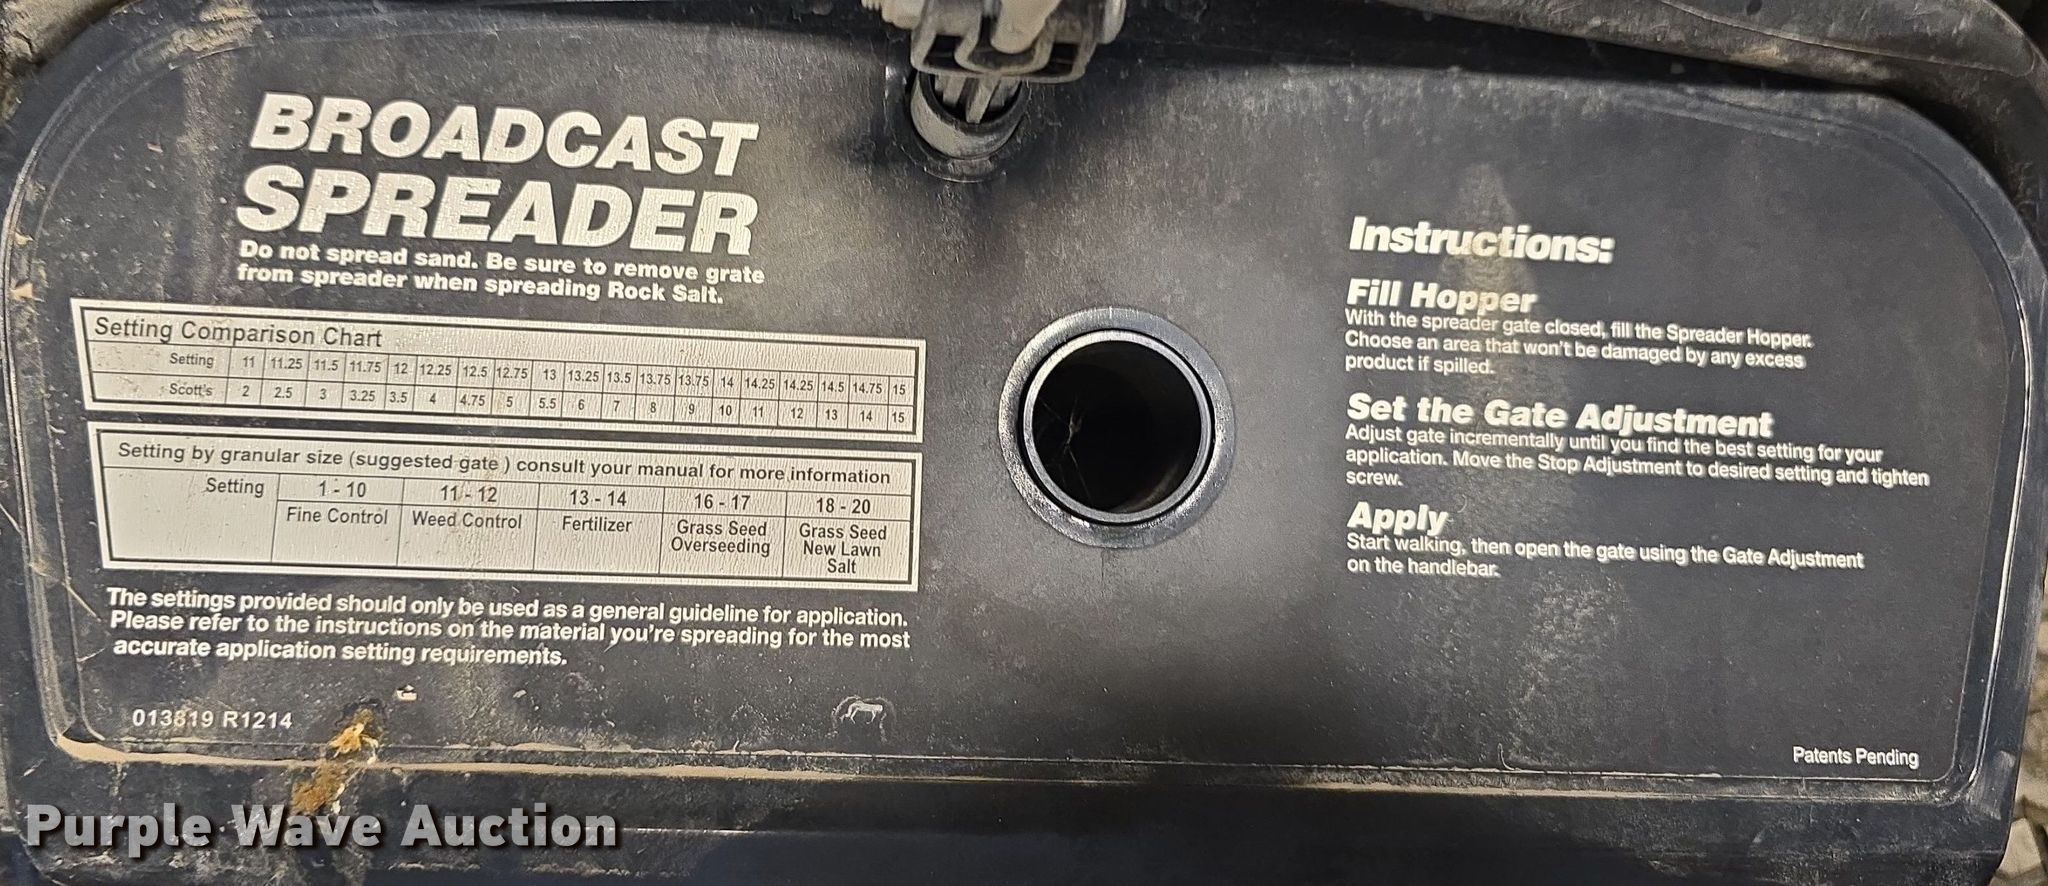 BROADCAST
SPREADER
Do not spread sand. Be sure to remove grate
from spreader when spreading Rock Salt.
Setting Comparison Chart
Setting 11 11.25 11.5 11.75 12 12.25 12.5 12.75 13 13.25 13.5 13.75 13.75 14 14.25 14.25 14.5 14.75 15
Scott's 2 2.5 3 3.25 3.5 4 4.75 5 5.5 6 7 8 9 10 11 12 13 14 15
Setting by granular size (suggested gate ) consult your manual for more information
Setting 1 - 10 11 - 12 13 - 14 16 - 17 18 - 20
Fine Control Weed Control Fertilizer Grass Seed Grass Seed
Overseeding New Lawn
Salt
The settings provided should only be used as a general guideline for application.
Please refer to the instructions on the material you're spreading for the most
accurate application setting requirements.
013819 R1214
Instructions:
Fill Hopper
With the spreader gate closed, fill the Spreader Hopper.
Choose an area that won't be damaged by any excess
product if spilled.
Set the Gate Adjustment
Adjust gate incrementally until you find the best setting for your
application. Move the Stop Adjustment to desired setting and tighten
screw.
Apply
Start walking, then open the gate using the Gate Adjustment
on the handlebar.
Patents Pending
Purple Wave Auction